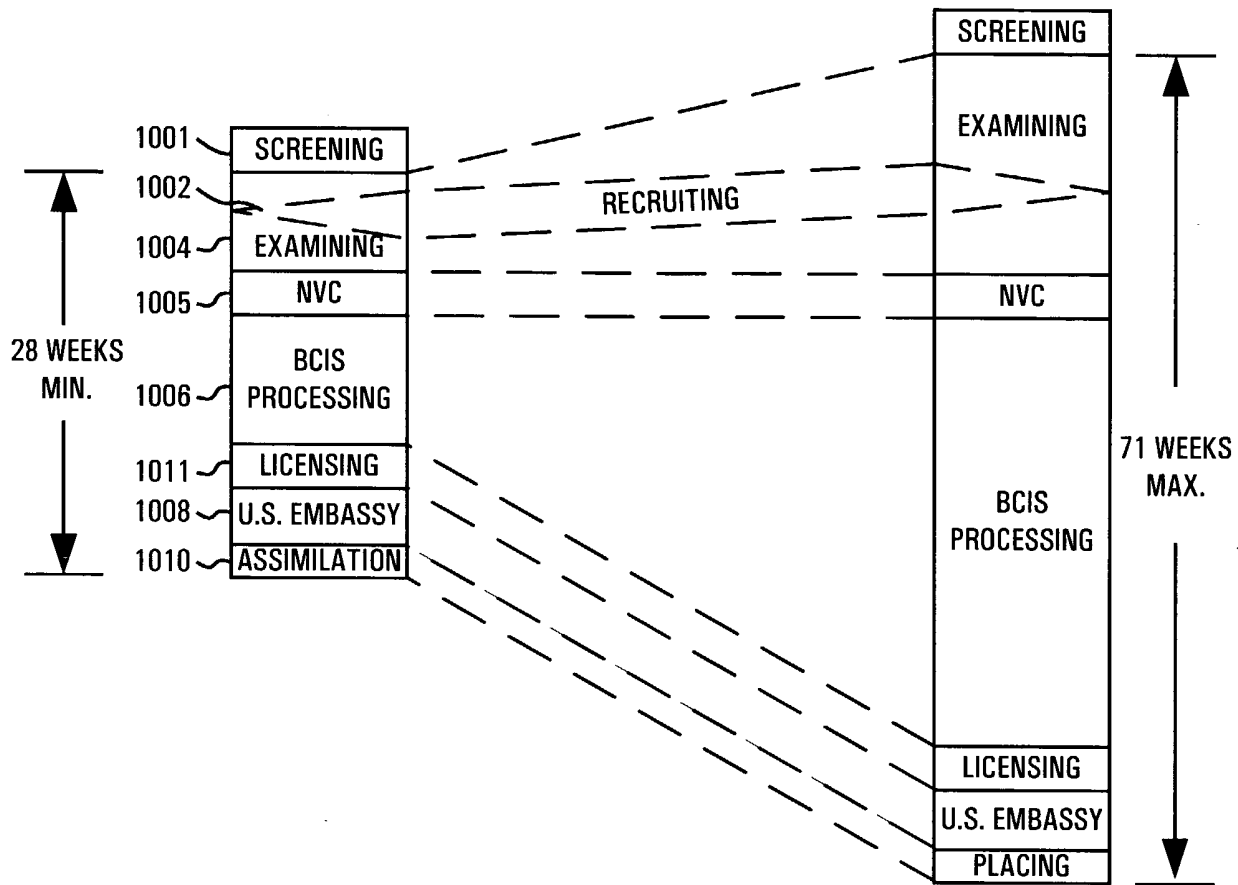 SCREENING
1001
SCREENING
1002
EXAMINING
RECRUITING
1004
EXAMINING
1005
NVC
NVC
28 WEEKS
MIN.
1006
BCIS
PROCESSING
71 WEEKS
MAX.
BCIS
PROCESSING
1011
LICENSING
1008
U.S. EMBASSY
1010
ASSIMILATION
LICENSING
U.S. EMBASSY
PLACING